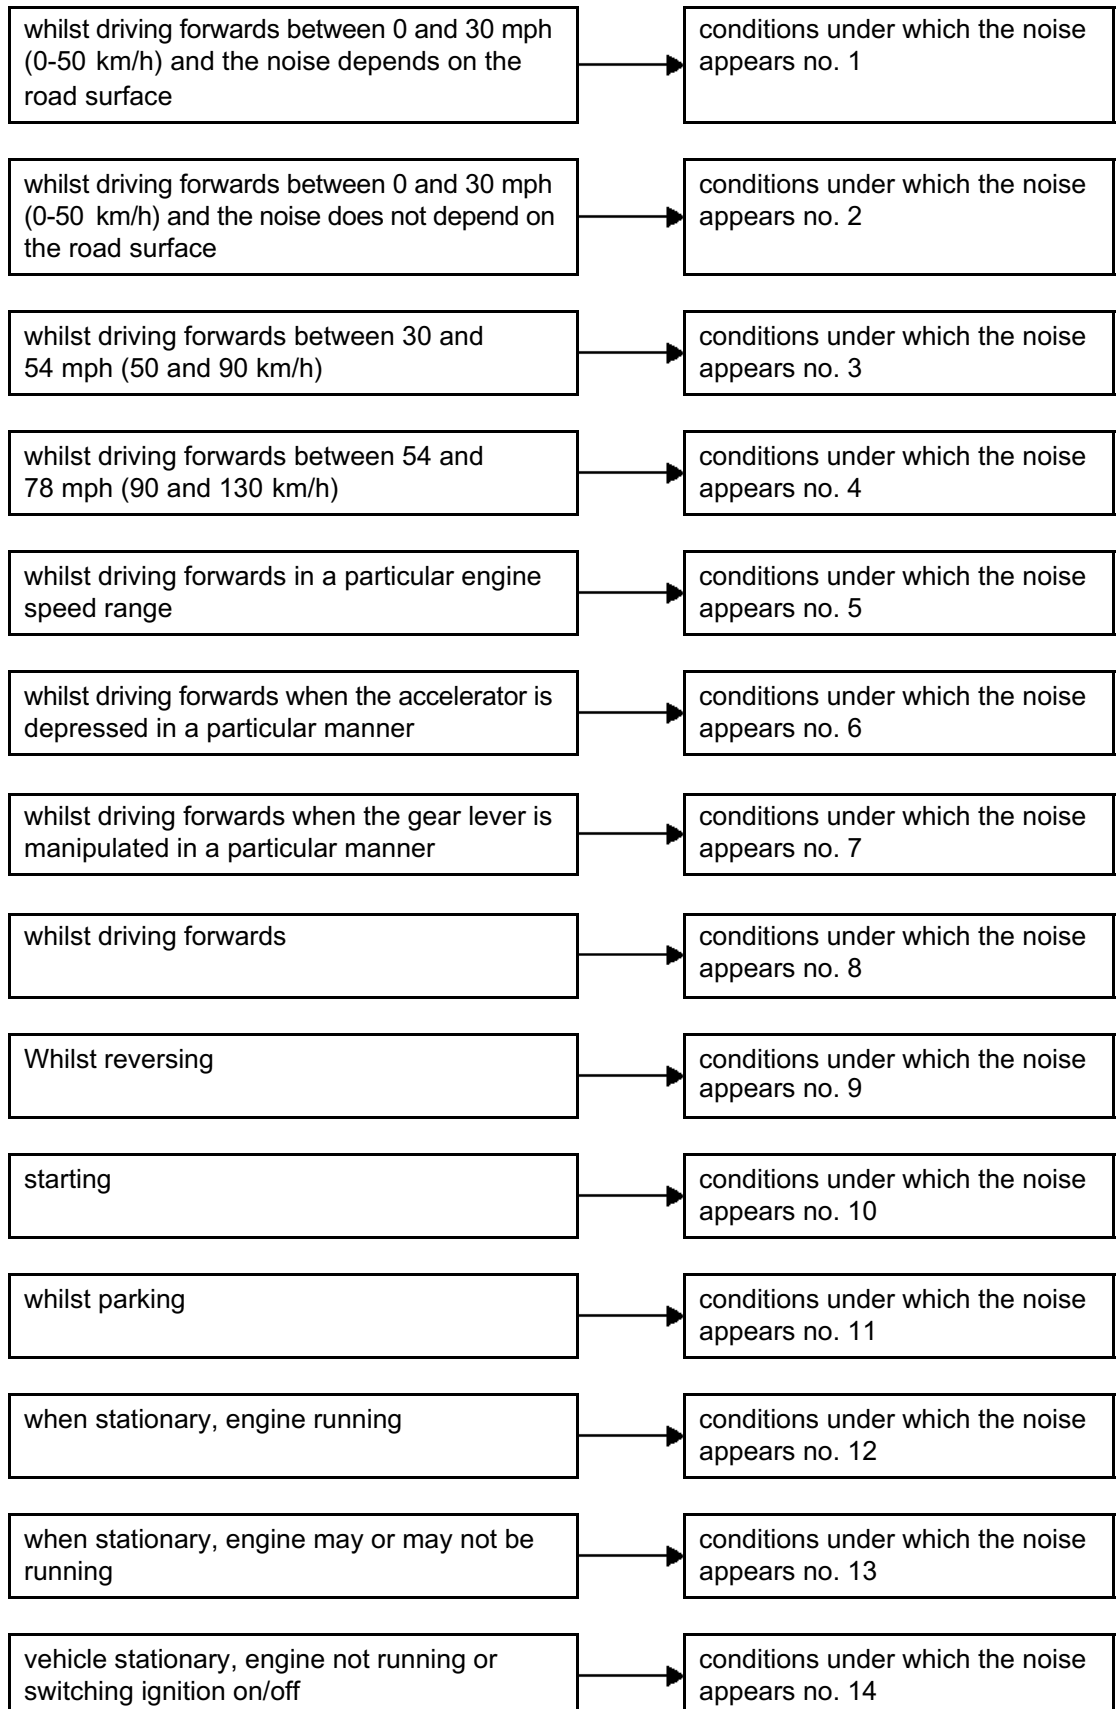 whilst driving forwards between 0 and 30 mph
(0-50 km/h) and the noise depends on the
road surface
conditions under which the noise
appears no. 1
whilst driving forwards between 0 and 30 mph
(0-50 km/h) and the noise does not depend on
the road surface
conditions under which the noise
appears no. 2
whilst driving forwards between 30 and
54 mph (50 and 90 km/h)
conditions under which the noise
appears no. 3
whilst driving forwards between 54 and
78 mph (90 and 130 km/h)
conditions under which the noise
appears no. 4
whilst driving forwards in a particular engine
speed range
conditions under which the noise
appears no. 5
whilst driving forwards when the accelerator is
depressed in a particular manner
conditions under which the noise
appears no. 6
whilst driving forwards when the gear lever is
manipulated in a particular manner
conditions under which the noise
appears no. 7
whilst driving forwards
conditions under which the noise
appears no. 8
Whilst reversing
conditions under which the noise
appears no. 9
starting
conditions under which the noise
appears no. 10
whilst parking
conditions under which the noise
appears no. 11
when stationary, engine running
conditions under which the noise
appears no. 12
when stationary, engine may or may not be
running
conditions under which the noise
appears no. 13
vehicle stationary, engine not running or
switching ignition on/off
conditions under which the noise
appears no. 14